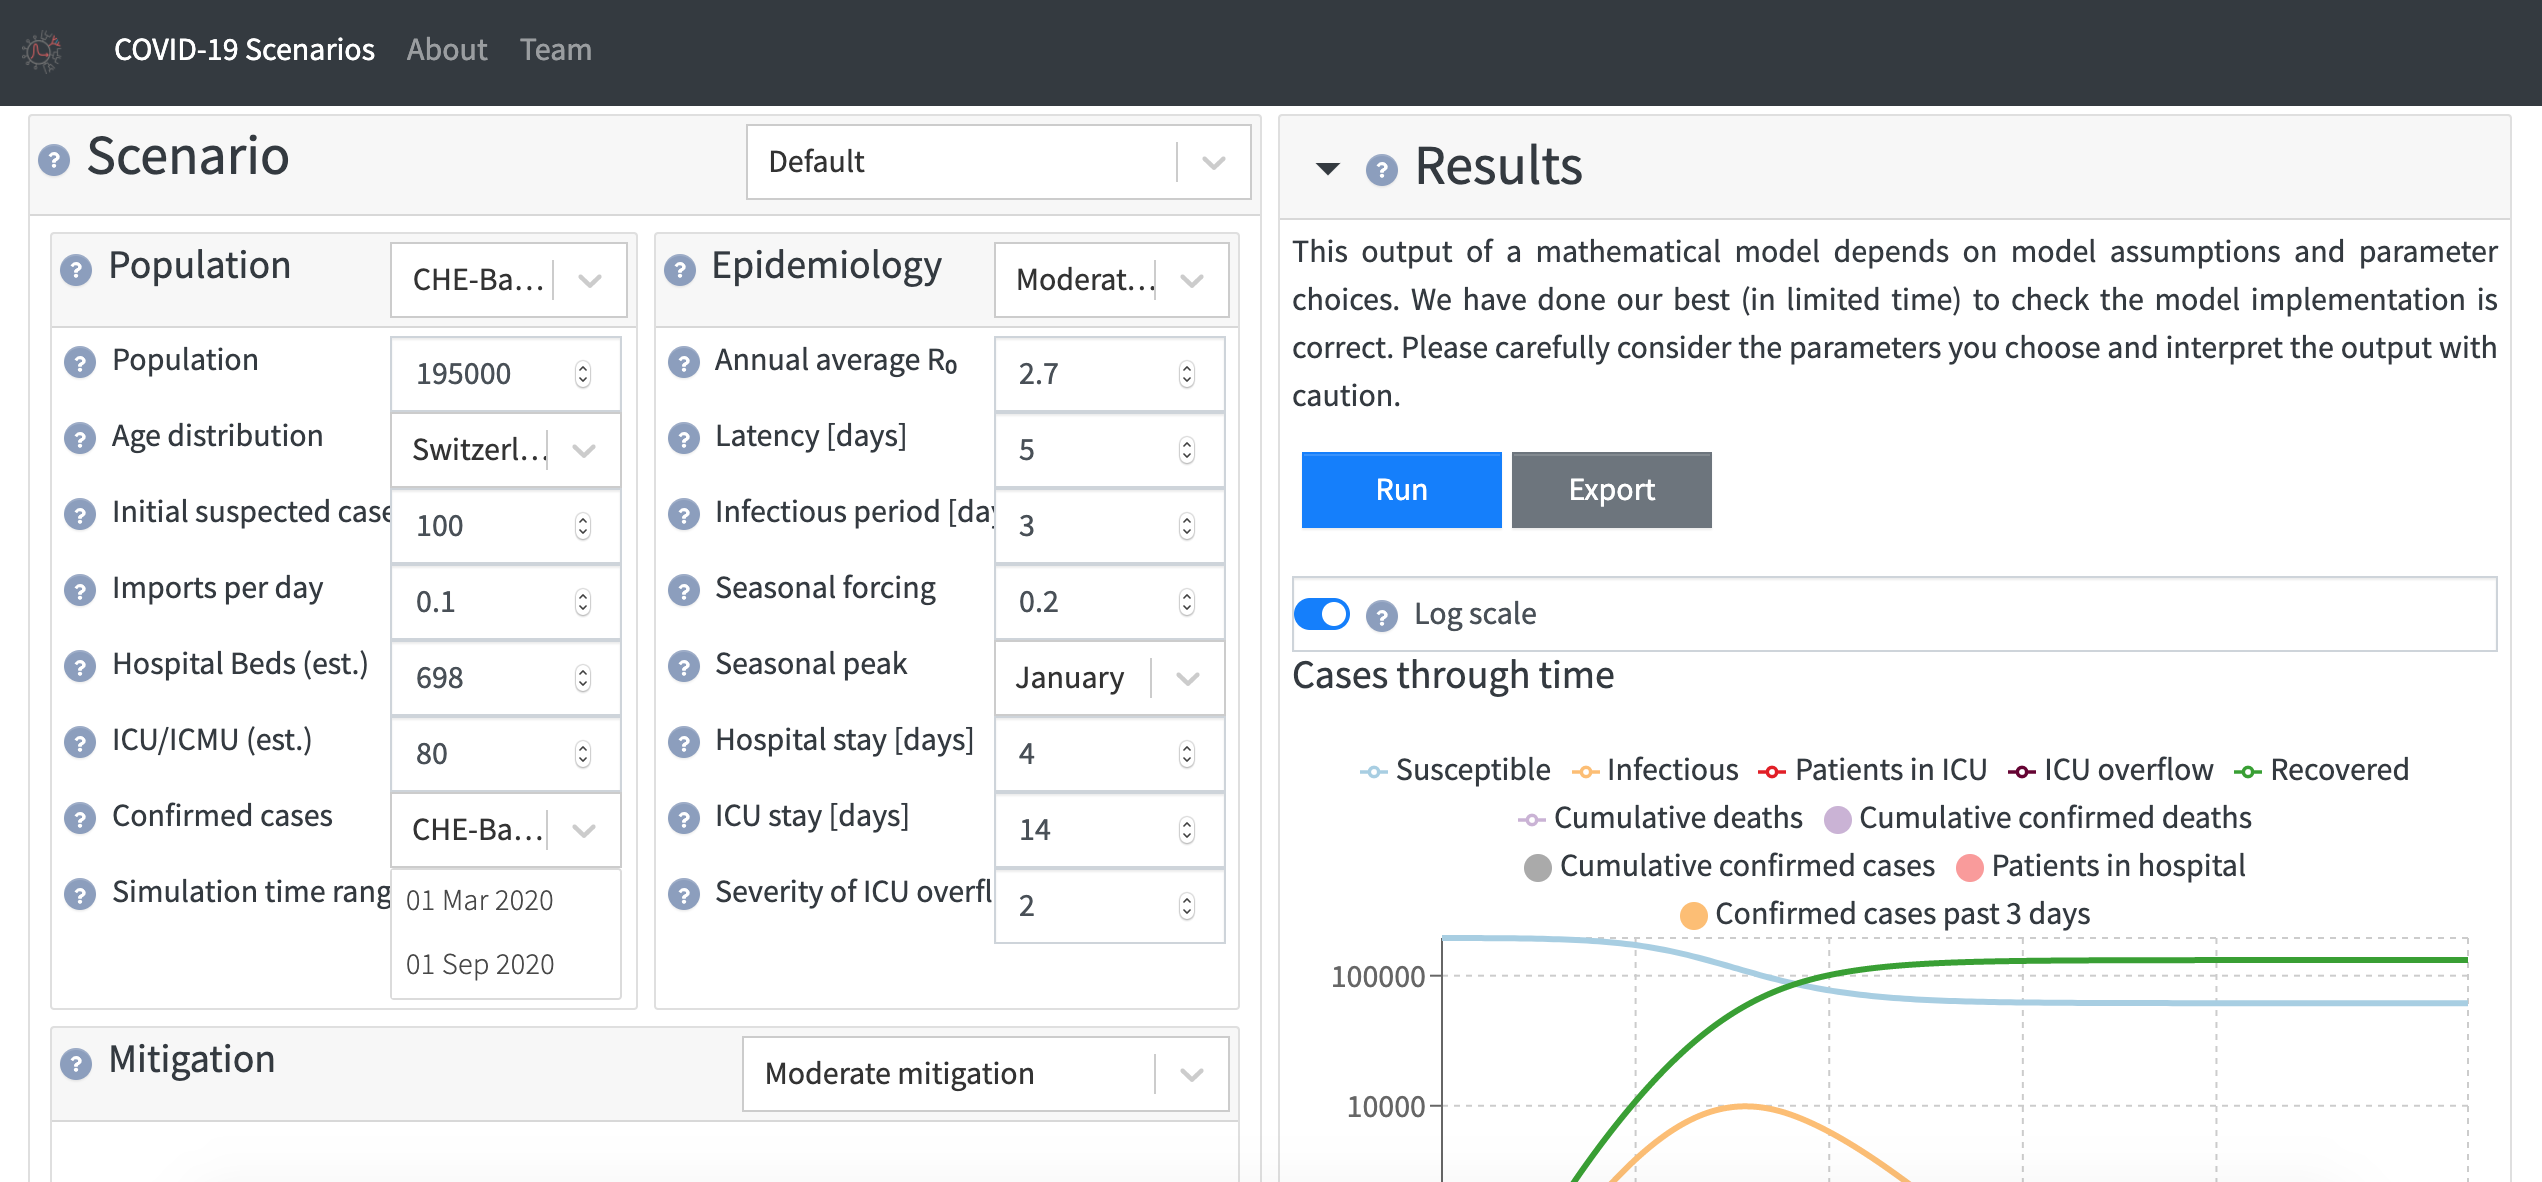 COVID-19 Scenarios About Team
Scenario
Default
Population
CHE-Ba...
Population
195000
Age distribution
Switzerl...
Initial suspected case
100
Imports per day
0.1
Hospital Beds (est.)
698
ICU/ICMU (est.)
80
Confirmed cases
CHE-Ba...
Simulation time rang
01 Mar 2020
01 Sep 2020
Epidemiology
Moderat...
Annual average R₀
2.7
Latency [days]
5
Infectious period [day
3
Seasonal forcing
0.2
Seasonal peak
January
Hospital stay [days]
4
ICU stay [days]
14
Severity of ICU overfl
2
Mitigation
Moderate mitigation
Results
This output of a mathematical model depends on model assumptions and parameter
choices. We have done our best (in limited time) to check the model implementation is
correct. Please carefully consider the parameters you choose and interpret the output with
caution.
Run Export
Log scale
Cases through time
Susceptible Infectious Patients in ICU ICU overflow Recovered
Cumulative deaths Cumulative confirmed deaths
Cumulative confirmed cases Patients in hospital
Confirmed cases past 3 days
100000
10000